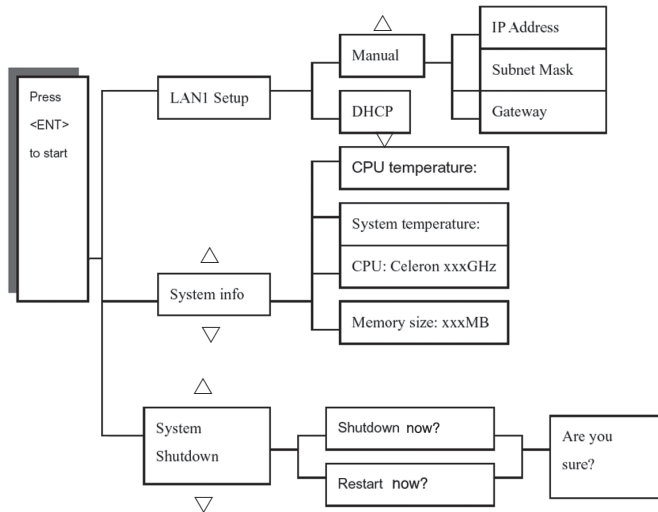 Press
<ENT>
to start
LAN1 Setup
Manual
DHCP
IP Address
Subnet Mask
Gateway
System info
CPU temperature:
System temperature:
CPU: Celeron xxxGHz
Memory size: xxxMB
System
Shutdown
Shutdown now?
Restart now?
Are you
sure?